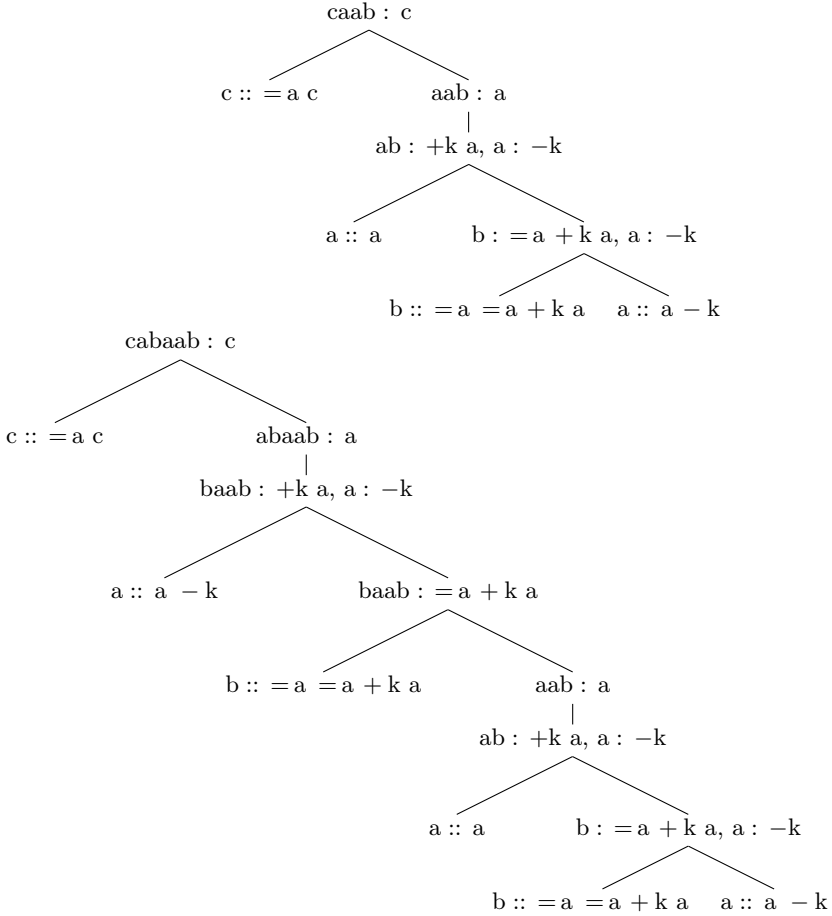 caab : c
c :: =a c aab : a
ab : +k a, a : −k
a :: a b : =a +k a, a : −k
b :: =a =a +k a a :: a −k
cabaab : c
c :: =a c abaab : a
baab : +k a, a : −k
a :: a −k baab : =a +k a
b :: =a =a +k a aab : a
ab : +k a, a : −k
a :: a b : =a +k a, a : −k
b :: =a =a +k a a :: a −k